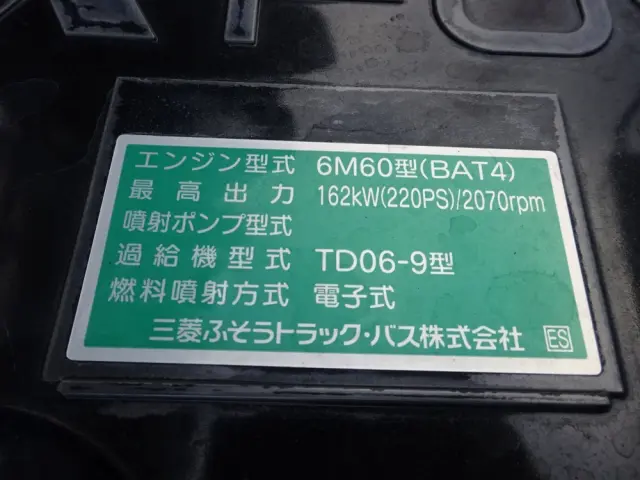 エンジン型式 6M60型(BAT4)
最高出力 162kW(220PS)/2070rpm
噴射ポンプ型式
過給機型式 TD06-9型
燃料噴射方式 電子式
三菱ふそうトラック・バス株式会社 ES